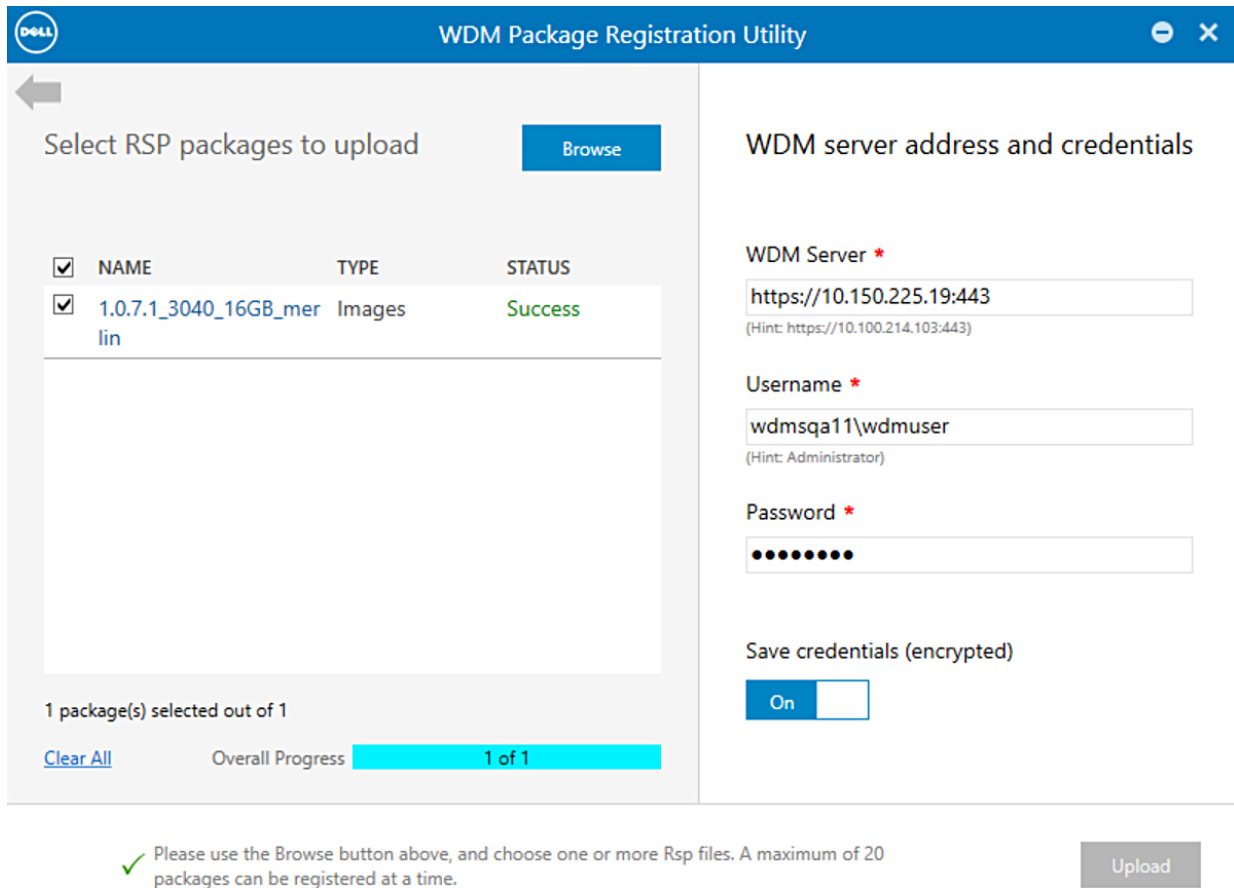 DELL
WDM Package Registration Utility
Select RSP packages to upload
Browse
NAME TYPE STATUS
1.0.7.1_3040_16GB_mer Images Success
lin
1 package(s) selected out of 1
Clear All Overall Progress 1 of 1
WDM server address and credentials
WDM Server *
https://10.150.225.19:443
(Hint: https://10.100.214.103:443)
Username *
wdmsqa11\wdmuser
(Hint: Administrator)
Password *
●●●●●●●●
Save credentials (encrypted)
On
Please use the Browse button above, and choose one or more Rsp files. A maximum of 20
packages can be registered at a time.
Upload